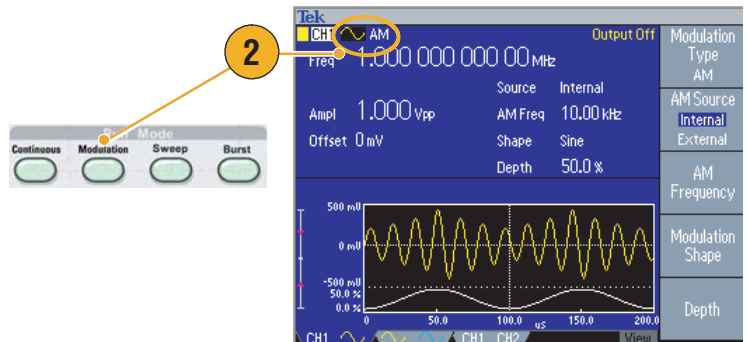 Tek
CH1 AM Output Off
Freq 1.000 000 000 00 MHz
Source Internal
Ampl 1.000 Vpp AM Freq 10.00 kHz
Offset 0 mV Shape Sine
Depth 50.0 %
500 mV
0 mV
-500 mV
50.0 %
0.0 %
0 50.0 100.0 us 150.0 200.0
CH1 CH1 CH2 View
Modulation
Type
AM
AM Source
Internal
External
AM
Frequency
Modulation
Shape
Depth
2
Run Mode
Continuous Modulation Sweep Burst